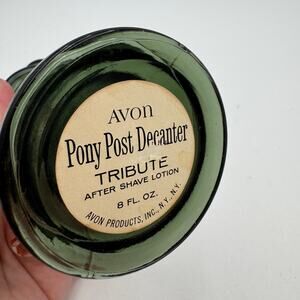 AVON
Pony Post Decanter
TRIBUTE
AFTER SHAVE LOTION
8 FL. OZ.
AVON PRODUCTS, INC., N.Y., N.Y.